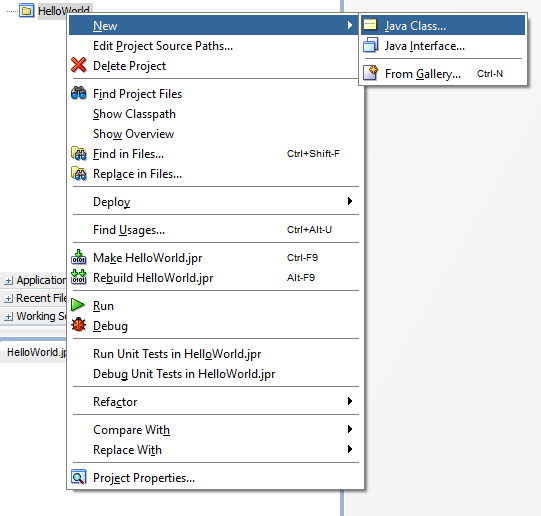 HelloWorld
New
Java Class...
Edit Project Source Paths...
Java Interface...
Delete Project
From Gallery... Ctrl-N
Find Project Files
Show Classpath
Show Overview
Find in Files... Ctrl+Shift-F
Replace in Files...
Deploy
Find Usages... Ctrl+Alt-U
Make HelloWorld.jpr Ctrl-F9
Rebuild HelloWorld.jpr Alt-F9
Application
Recent File
Working Se
Run
Debug
HelloWorld.jp
Run Unit Tests in HelloWorld.jpr
Debug Unit Tests in HelloWorld.jpr
Refactor
Compare With
Replace With
Project Properties...